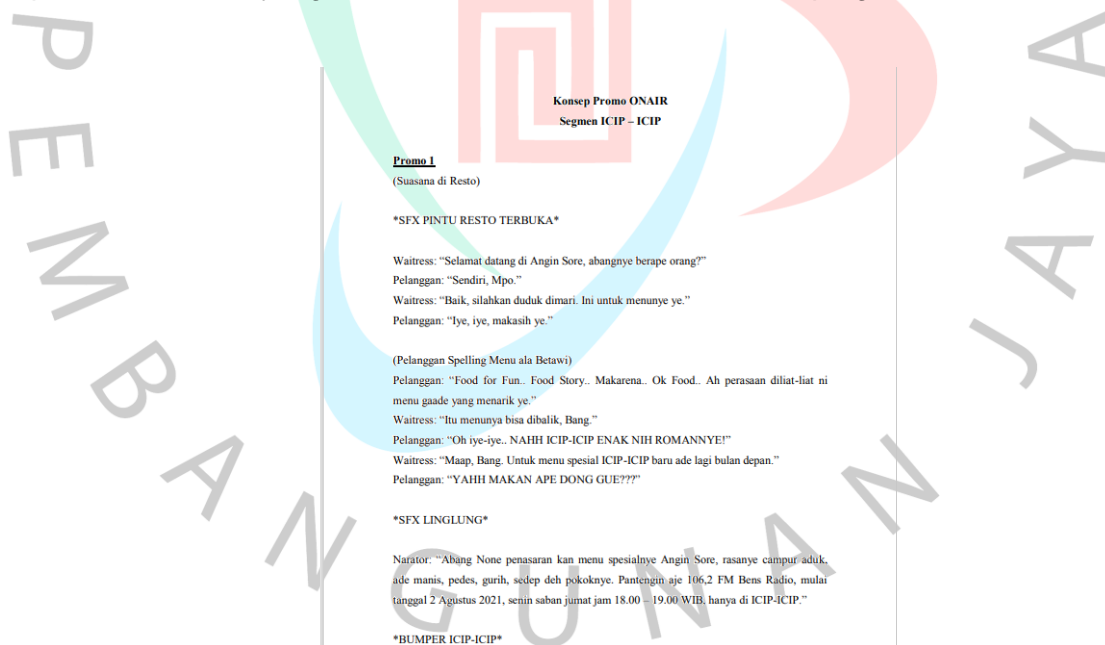 Konsep Promo ONAIR
Segmen ICIP – ICIP
Promo 1
(Suasana di Resto)
*SFX PINTU RESTO TERBUKA*
Waitress: “Selamat datang di Angin Sore, abangnye berape orang?”
Pelanggan: “Sendiri, Mpo.”
Waitress: “Baik, silahkan duduk dimari. Ini untuk menunye ye.”
Pelanggan: “Iye, iye, makasih ye.”
(Pelanggan Spelling Menu ala Betawi)
Pelanggan: “Food for Fun.. Food Story.. Makarena.. Ok Food.. Ah perasaan diliat-liat ni
menu gaade yang menarik ye.”
Waitress: “Itu menunya bisa dibalik, Bang.”
Pelanggan: “Oh iye-iye.. NAHH ICIP-ICIP ENAK NIH ROMANNYE!”
Waitress: “Maap, Bang. Untuk menu spesial ICIP-ICIP baru ade lagi bulan depan.”
Pelanggan: “YAHH MAKAN APE DONG GUE???”
*SFX LINGLUNG*
Narator: “Abang None penasaran kan menu spesialnye Angin Sore, rasanye campur aduk,
ade manis, pedes, gurih, sedep deh pokoknye. Pantengin aje 106,2 FM Bens Radio, mulai
tanggal 2 Agustus 2021, senin saban jumat jam 18.00 – 19.00 WIB, hanya di ICIP-ICIP.”
*BUMPER ICIP-ICIP*
PEMBANGUNAN JAYA